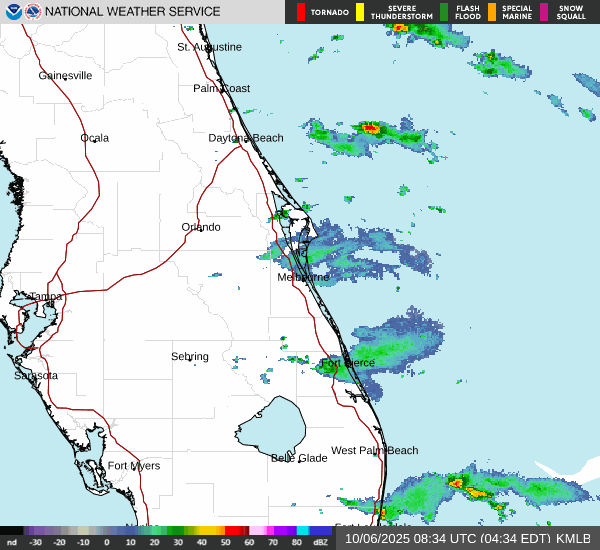 NATIONAL WEATHER SERVICE
TORNADO
SEVERE THUNDERSTORM
FLASH FLOOD
SPECIAL MARINE
SNOW SQUALL
St. Augustine
Gainesville
Palm Coast
Ocala
Daytona Beach
Orlando
Melbourne
Tampa
Sebring
Fort Pierce
Sarasota
West Palm Beach
Belle Glade
Fort Myers
nd -30 -20 -10 0 10 20 30 40 50 60 70 80 dBZ
10/06/2025 08:34 UTC (04:34 EDT) KMLB